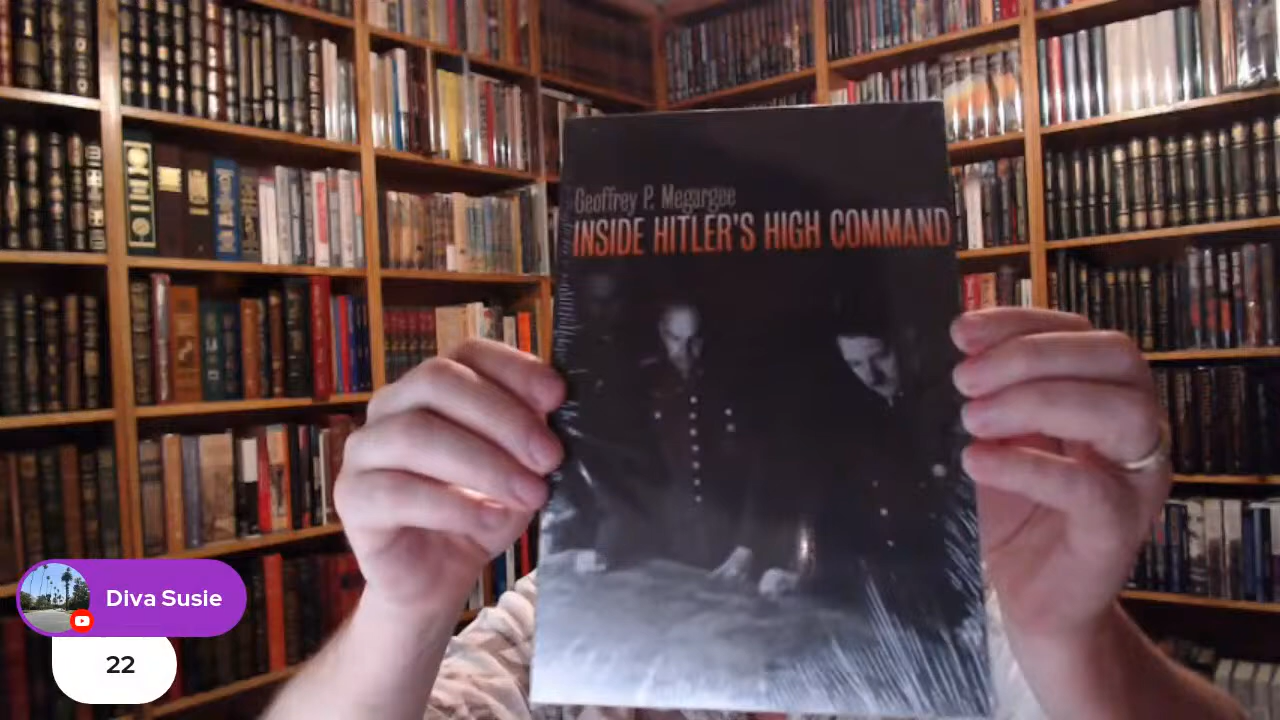 Geoffrey P. Megargee
INSIDE HITLER'S HIGH COMMAND
Diva Susie
22